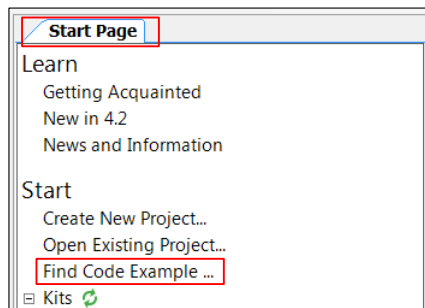 Start Page
Learn
Getting Acquainted
New in 4.2
News and Information
Start
Create New Project...
Open Existing Project...
Find Code Example ...
Kits